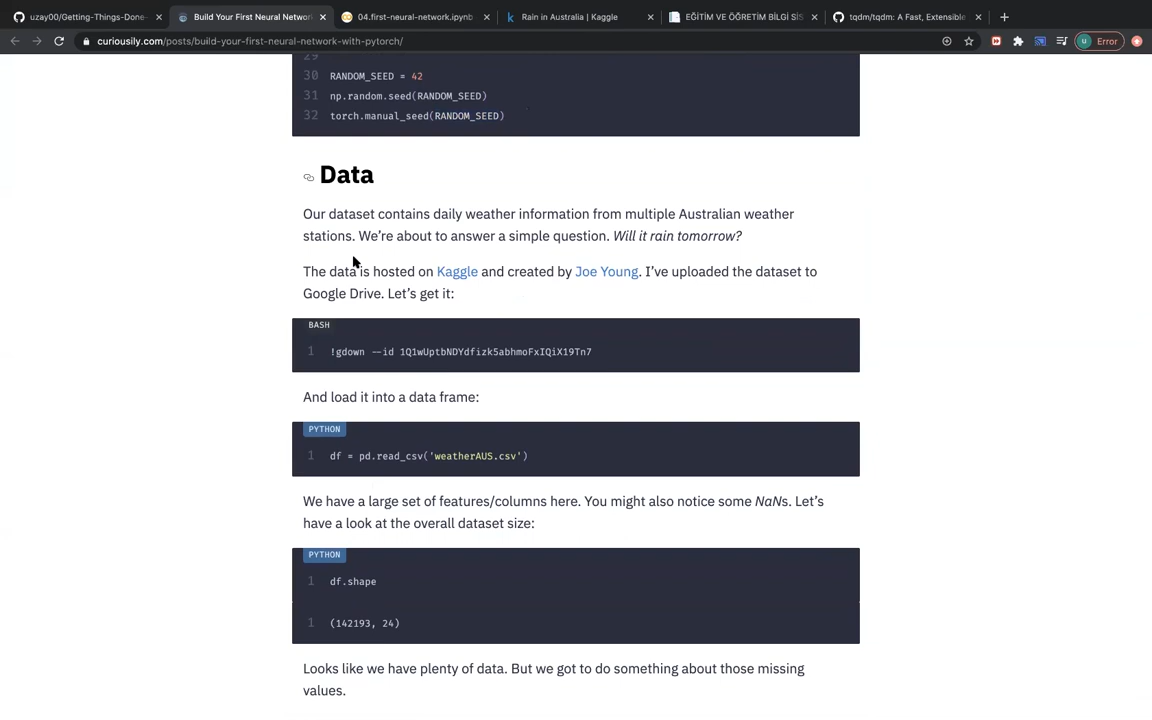 uzay00/Getting-Things-Done-
Build Your First Neural Network
04.first-neural-network.ipynb
Rain in Australia | Kaggle
EĞİTİM VE ÖĞRETİM BİLGİ SİS
tqdm/tqdm: A Fast, Extensible
curiousily.com/posts/build-your-first-neural-network-with-pytorch/
u Error
29
30 RANDOM_SEED = 42
31 np.random.seed(RANDOM_SEED)
32 torch.manual_seed(RANDOM_SEED)
Data
Our dataset contains daily weather information from multiple Australian weather
stations. We're about to answer a simple question. Will it rain tomorrow?
The data is hosted on Kaggle and created by Joe Young. I've uploaded the dataset to
Google Drive. Let's get it:
BASH
1 !gdown --id 1Q1wUptbNDYdfizk5abhmoFxIQiX19Tn7
And load it into a data frame:
PYTHON
1 df = pd.read_csv('weatherAUS.csv')
We have a large set of features/columns here. You might also notice some NaNs. Let's
have a look at the overall dataset size:
PYTHON
1 df.shape
1 (142193, 24)
Looks like we have plenty of data. But we got to do something about those missing
values.